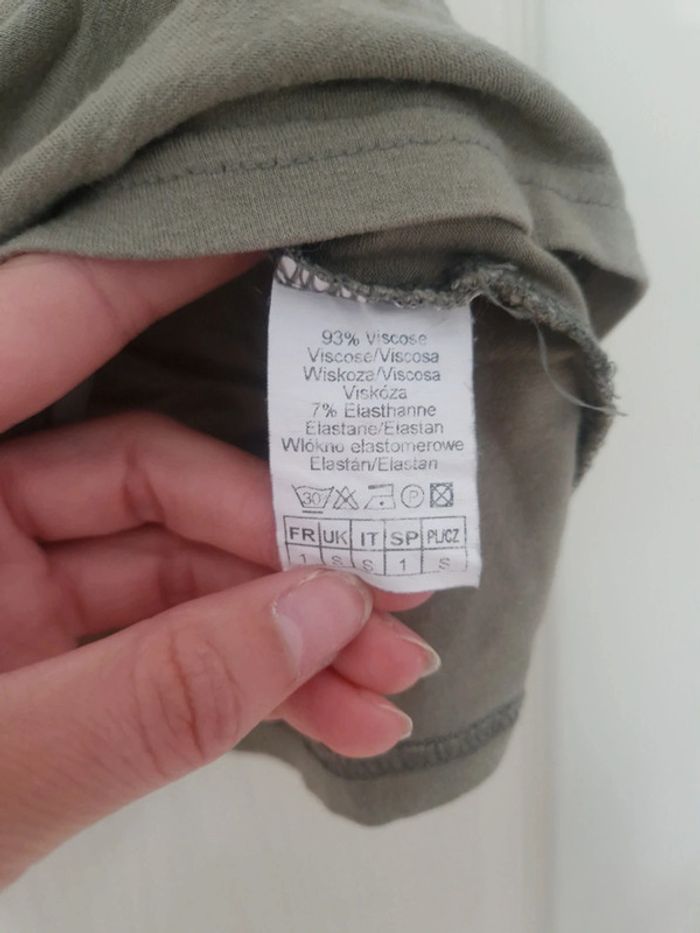 93% Viscose
Viscose/Viscosa
Wiskoza/Viscosa
Viskóza
7% Elasthanne
Elastane/Elastan
Włókno elastomerowe
Elastán/Elastan
30 P
FR UK IT SP PL/CZ
1 S S 1 S